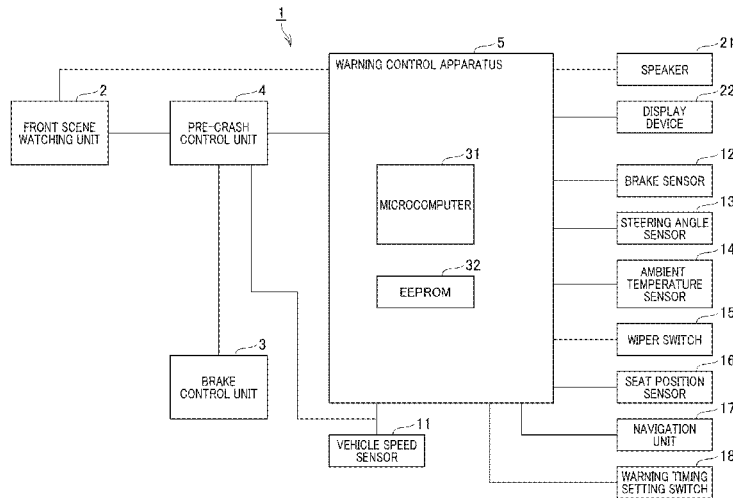 1
5
WARNING CONTROL APPARATUS
21
SPEAKER
22
DISPLAY
DEVICE
2
FRONT SCENE
WATCHING UNIT
4
PRE-CRASH
CONTROL UNIT
12
BRAKE SENSOR
31
MICROCOMPUTER
13
STEERING ANGLE
SENSOR
14
AMBIENT
TEMPERATURE
SENSOR
32
EEPROM
15
WIPER SWITCH
3
BRAKE
CONTROL UNIT
16
SEAT POSITION
SENSOR
11
VEHICLE SPEED
SENSOR
17
NAVIGATION
UNIT
18
WARNING TIMING
SETTING SWITCH